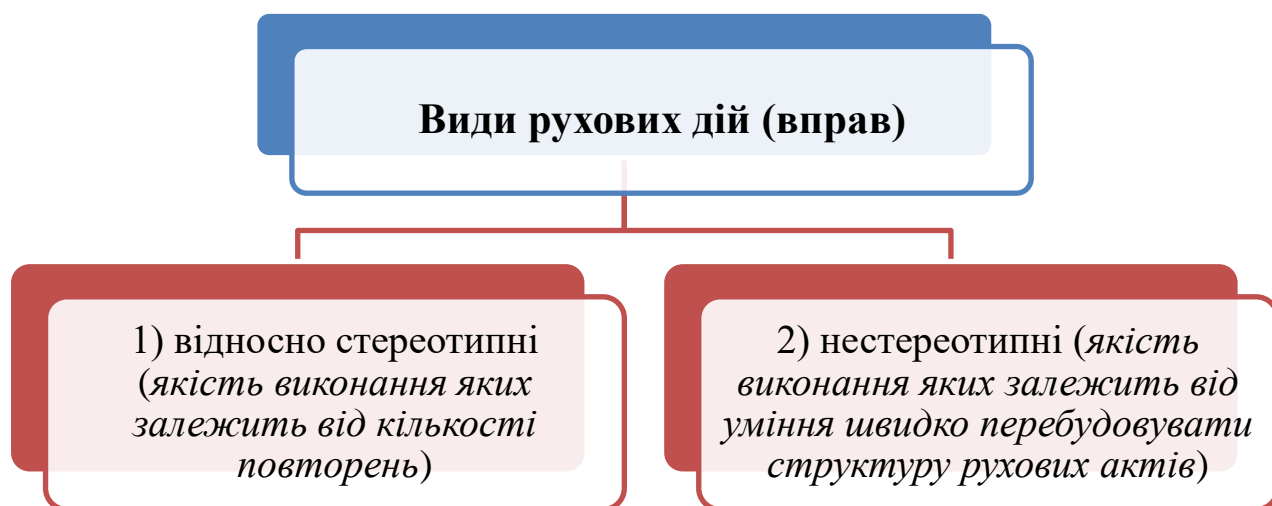 Види рухових дій (вправ)
1) відносно стереотипні
(якість виконання яких
залежить від кількості
повторень)
2) нестереотипні (якість
виконання яких залежить від
уміння швидко перебудовувати
структуру рухових актів)